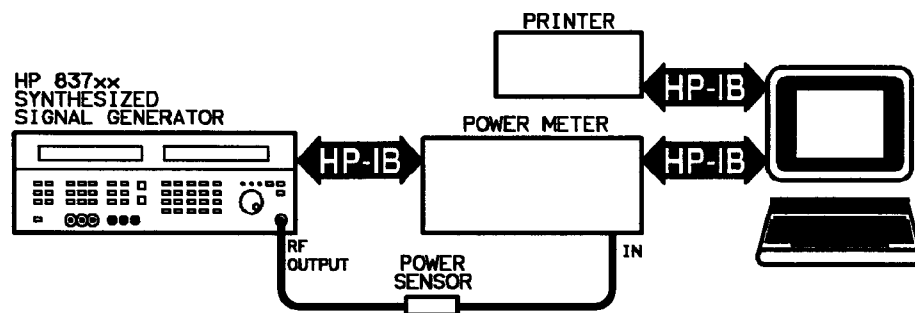 PRINTER
HP-IB
HP 837xx
SYNTHESIZED
SIGNAL GENERATOR
POWER METER
HP-IB
HP-IB
RF
OUTPUT
POWER
SENSOR
IN